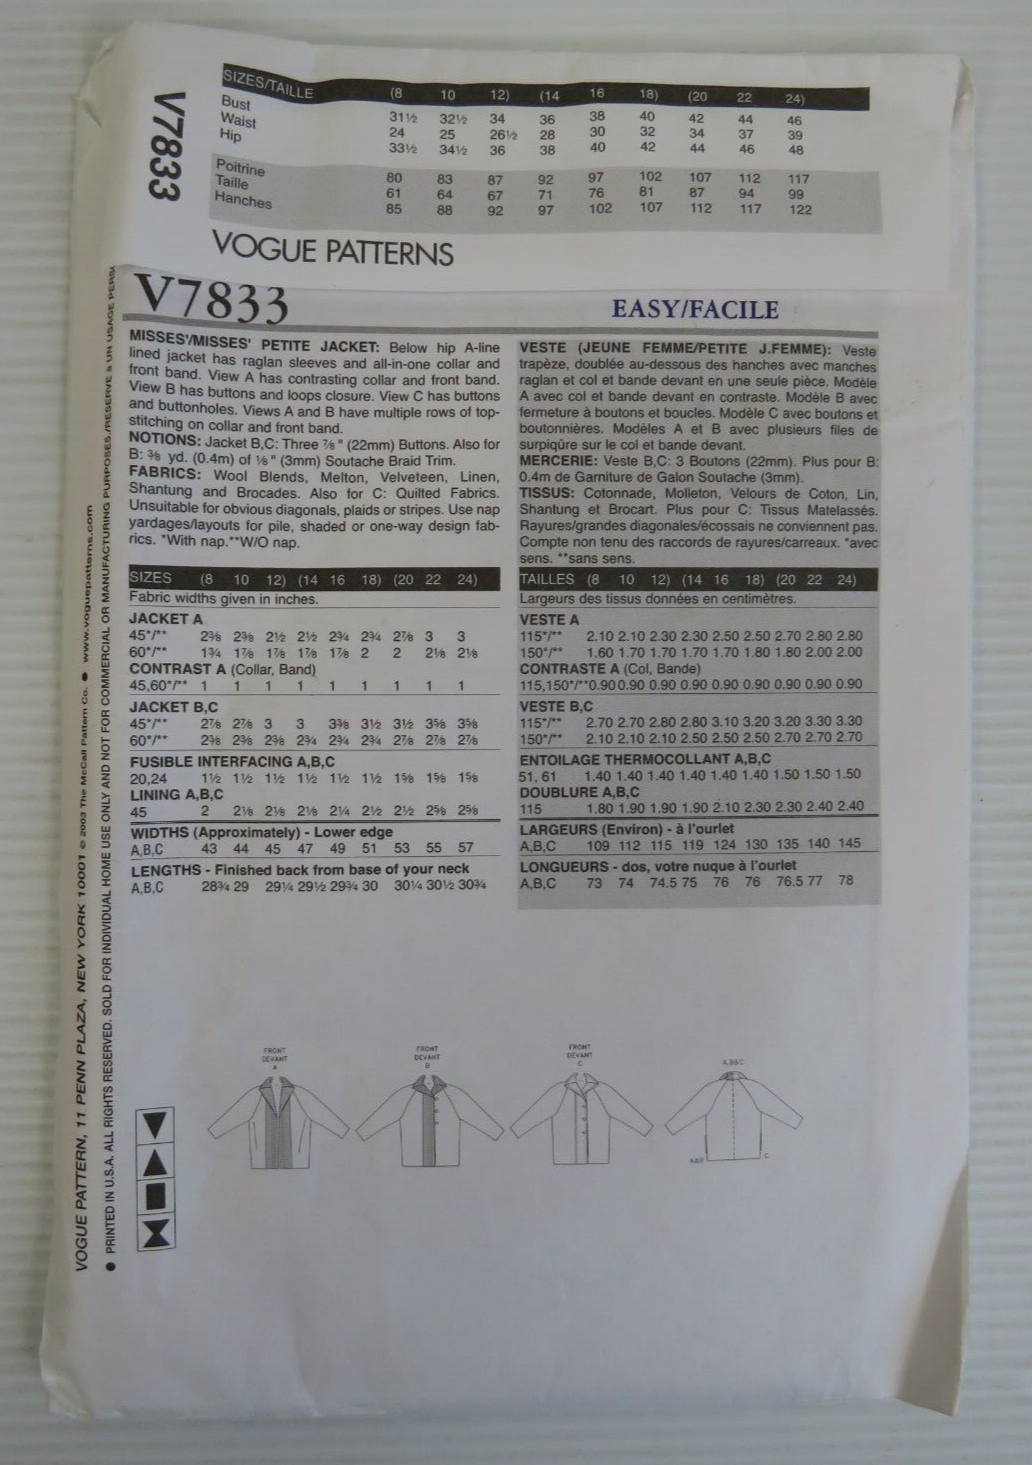 V7833
SIZES/TAILLE (8 10 12) (14 16 18) (20 22 24)
Bust 31½ 32½ 34 36 38 40 42 44 46
Waist 24 25 26½ 28 30 32 34 37 39
Hip 33½ 34½ 36 38 40 42 44 46 48
Poitrine 80 83 87 92 97 102 107 112 117
Taille 61 64 67 71 76 81 87 94 99
Hanches 85 88 92 97 102 107 112 117 122
VOGUE PATTERNS
V7833
EASY/FACILE
MISSES'/MISSES' PETITE JACKET: Below hip A-line
lined jacket has raglan sleeves and all-in-one collar and
front band. View A has contrasting collar and front band.
View B has buttons and loops closure. View C has buttons
and buttonholes. Views A and B have multiple rows of top-
stitching on collar and front band.
NOTIONS: Jacket B,C: Three ⅞" (22mm) Buttons. Also for
B: ⅜ yd. (0.4m) of ⅛" (3mm) Soutache Braid Trim.
FABRICS: Wool Blends, Melton, Velveteen, Linen,
Shantung and Brocades. Also for C: Quilted Fabrics.
Unsuitable for obvious diagonals, plaids or stripes. Use nap
yardages/layouts for pile, shaded or one-way design fab-
rics. *With nap.**W/O nap.
SIZES (8 10 12) (14 16 18) (20 22 24)
Fabric widths given in inches.
JACKET A
45*/** 2⅜ 2⅜ 2½ 2½ 2¾ 2¾ 2⅞ 3 3
60*/** 1¾ 1⅞ 1⅞ 1⅞ 1⅞ 2 2 2⅛ 2⅛
CONTRAST A (Collar, Band)
45,60*/** 1 1 1 1 1 1 1 1 1
JACKET B,C
45*/** 2⅞ 2⅞ 3 3 3⅜ 3½ 3½ 3⅝ 3⅝
60*/** 2⅜ 2⅜ 2⅜ 2¾ 2¾ 2¾ 2⅞ 2⅞ 2⅞
FUSIBLE INTERFACING A,B,C
20,24 1½ 1½ 1½ 1½ 1½ 1½ 1⅝ 1⅝ 1⅝
LINING A,B,C
45 2 2⅛ 2⅛ 2⅛ 2¼ 2½ 2½ 2⅝ 2⅝
WIDTHS (Approximately) - Lower edge
A,B,C 43 44 45 47 49 51 53 55 57
LENGTHS - Finished back from base of your neck
A,B,C 28¾ 29 29¼ 29½ 29¾ 30 30¼ 30½ 30¾
VESTE (JEUNE FEMME/PETITE J.FEMME): Veste
trapèze, doublée au-dessous des hanches avec manches
raglan et col et bande devant en une seule pièce. Modèle
A avec col et bande devant en contraste. Modèle B avec
fermeture à boutons et boucles. Modèle C avec boutons et
boutonnières. Modèles A et B avec plusieurs files de
surpiqûre sur le col et bande devant.
MERCERIE: Veste B,C: 3 Boutons (22mm). Plus pour B:
0.4m de Garniture de Galon Soutache (3mm).
TISSUS: Cotonnade, Molleton, Velours de Coton, Lin,
Shantung et Brocart. Plus pour C: Tissus Matelassés.
Rayures/grandes diagonales/écossais ne conviennent pas.
Compte non tenu des raccords de rayures/carreaux. *avec
sens. **sans sens.
TAILLES (8 10 12) (14 16 18) (20 22 24)
Largeurs des tissus données en centimètres.
VESTE A
115*/** 2.10 2.10 2.30 2.30 2.50 2.50 2.70 2.80 2.80
150*/** 1.60 1.70 1.70 1.70 1.70 1.80 1.80 2.00 2.00
CONTRASTE A (Col, Bande)
115,150*/** 0.90 0.90 0.90 0.90 0.90 0.90 0.90 0.90 0.90
VESTE B,C
115*/** 2.70 2.70 2.80 2.80 3.10 3.20 3.20 3.30 3.30
150*/** 2.10 2.10 2.10 2.50 2.50 2.50 2.70 2.70 2.70
ENTOILAGE THERMOCOLLANT A,B,C
51, 61 1.40 1.40 1.40 1.40 1.40 1.40 1.50 1.50 1.50
DOUBLURE A,B,C
115 1.80 1.90 1.90 1.90 2.10 2.30 2.30 2.40 2.40
LARGEURS (Environ) - à l'ourlet
A,B,C 109 112 115 119 124 130 135 140 145
LONGUEURS - dos, votre nuque à l'ourlet
A,B,C 73 74 74.5 75 76 76 76.5 77 78
FRONT
DEVANT
A
FRONT
DEVANT
B
FRONT
DEVANT
C
A,B&C
A&B
C
VOGUE PATTERN, 11 PENN PLAZA, NEW YORK 10001 © 2003 The McCall Pattern Co. ● www.voguepatterns.com
● PRINTED IN U.S.A. ALL RIGHTS RESERVED. SOLD FOR INDIVIDUAL HOME USE ONLY AND NOT FOR COMMERCIAL OR MANUFACTURING PURPOSES./RESERVE A UN USAGE